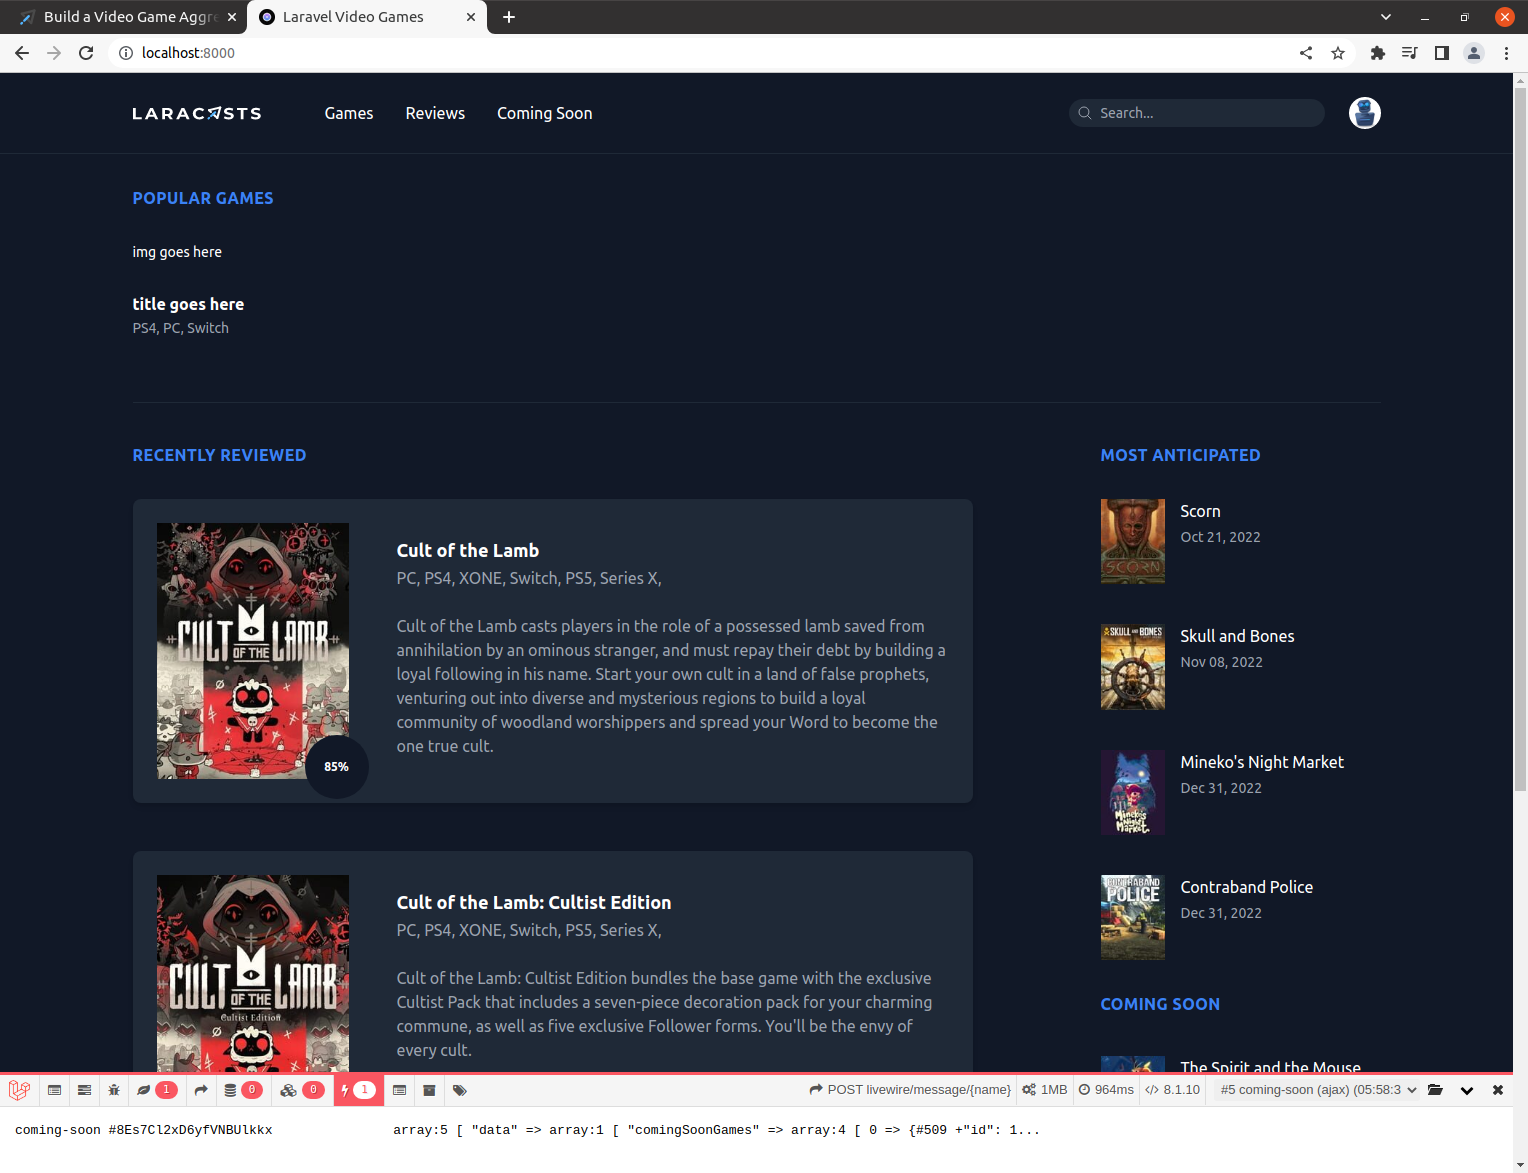 Build a Video Game Aggre
Laravel Video Games
localhost:8000
LARACASTS
Games
Reviews
Coming Soon
Search...
POPULAR GAMES
img goes here
title goes here
PS4, PC, Switch
RECENTLY REVIEWED
CULT OF THE LAMB
85%
Cult of the Lamb
PC, PS4, XONE, Switch, PS5, Series X,
Cult of the Lamb casts players in the role of a possessed lamb saved from
annihilation by an ominous stranger, and must repay their debt by building a
loyal following in his name. Start your own cult in a land of false prophets,
venturing out into diverse and mysterious regions to build a loyal
community of woodland worshippers and spread your Word to become the
one true cult.
CULT OF THE LAMB
Cultist Edition
Cult of the Lamb: Cultist Edition
PC, PS4, XONE, Switch, PS5, Series X,
Cult of the Lamb: Cultist Edition bundles the base game with the exclusive
Cultist Pack that includes a seven-piece decoration pack for your charming
commune, as well as five exclusive Follower forms. You'll be the envy of
every cult.
MOST ANTICIPATED
SCORN
Scorn
Oct 21, 2022
SKULL AND BONES
Skull and Bones
Nov 08, 2022
Mineko's
Night
Market
Mineko's Night Market
Dec 31, 2022
CONTRABAND
POLICE
Contraband Police
Dec 31, 2022
COMING SOON
The Spirit and the Mouse
1
0
0
1
POST livewire/message/{name}
1MB
964ms
8.1.10
#5 coming-soon (ajax) (05:58:3
coming-soon #8Es7Cl2xD6yfVNBUlkkx
array:5 [ "data" => array:1 [ "comingSoonGames" => array:4 [ 0 => {#509 +"id": 1...